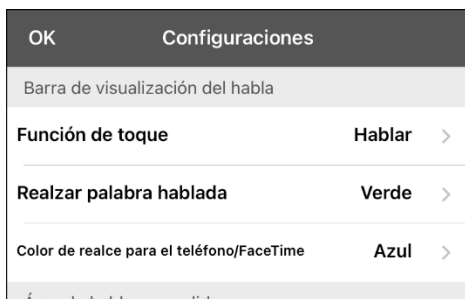 OK Configuraciones
Barra de visualización del habla
Función de toque Hablar
Realzar palabra hablada Verde
Color de realce para el teléfono/FaceTime Azul